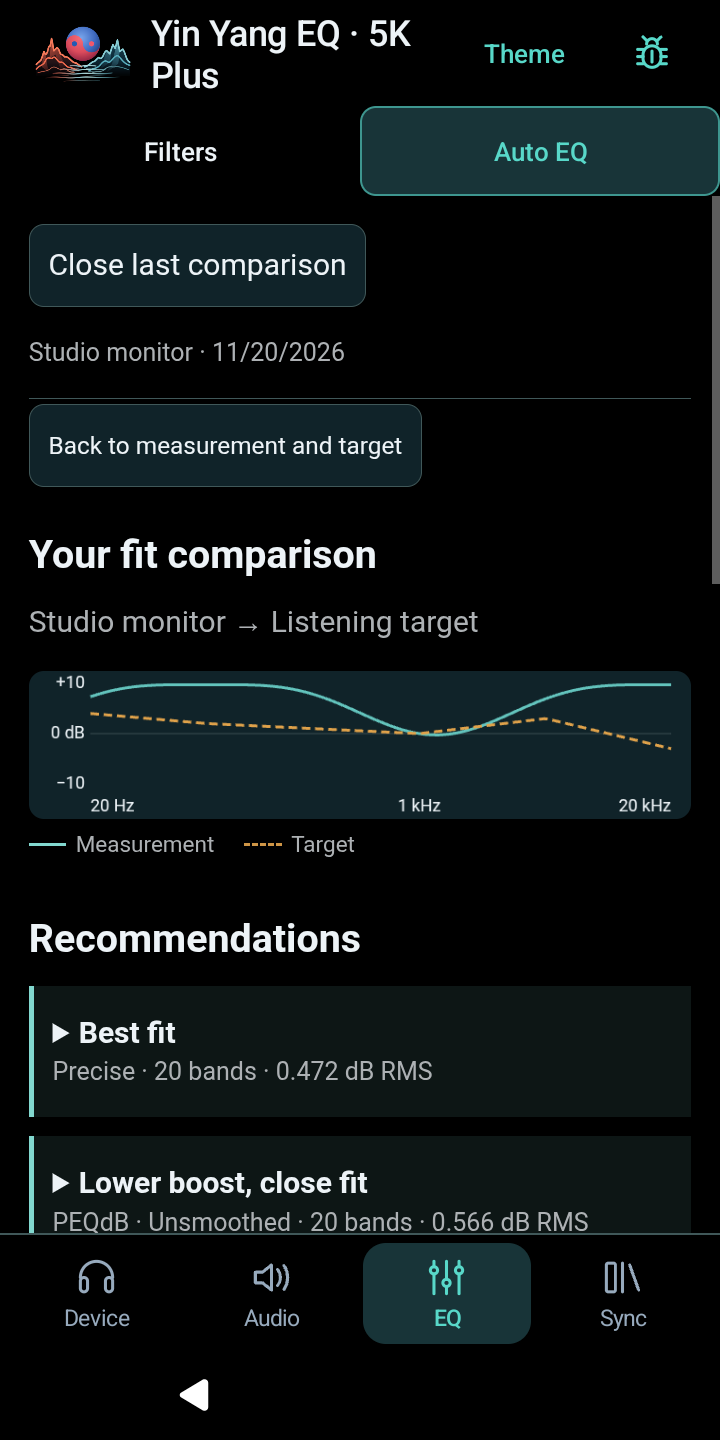 Yin Yang EQ · 5K
Plus
Theme
Filters
Auto EQ
Close last comparison
Studio monitor · 11/20/2026
Back to measurement and target
Your fit comparison
Studio monitor → Listening target
+10
0 dB
−10
20 Hz
1 kHz
20 kHz
Measurement
Target
Recommendations
▶ Best fit
Precise · 20 bands · 0.472 dB RMS
▶ Lower boost, close fit
PEQdB · Unsmoothed · 20 bands · 0.566 dB RMS
Device
Audio
EQ
Sync